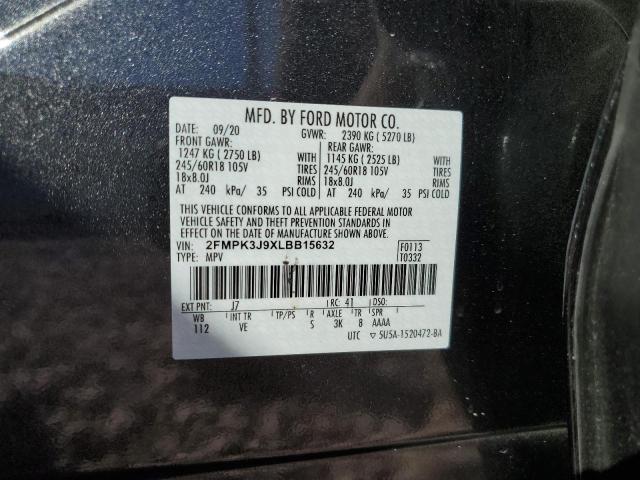 MFD. BY FORD MOTOR CO.
DATE: 09/20 GVWR: 2390 KG ( 5270 LB)
FRONT GAWR: REAR GAWR:
1247 KG ( 2750 LB) WITH 1145 KG ( 2525 LB) WITH
245/60R18 105V TIRES 245/60R18 105V TIRES
18x8.0J RIMS 18x8.0J RIMS
AT 240 kPa/ 35 PSI COLD AT 240 kPa/ 35 PSI COLD
THIS VEHICLE CONFORMS TO ALL APPLICABLE FEDERAL MOTOR
VEHICLE SAFETY AND THEFT PREVENTION STANDARDS IN
EFFECT ON THE DATE OF MANUFACTURE SHOWN ABOVE.
VIN: 2FMPK3J9XLBB15632 F0113
TYPE: MPV T0332
EXT PNT: J7 RC: 41 DSO:
WB INT TR TP/PS R AXLE TR SPR
112 VE S 3K 8 AAAA
UTC ▽ 5U5A-1520472-BA